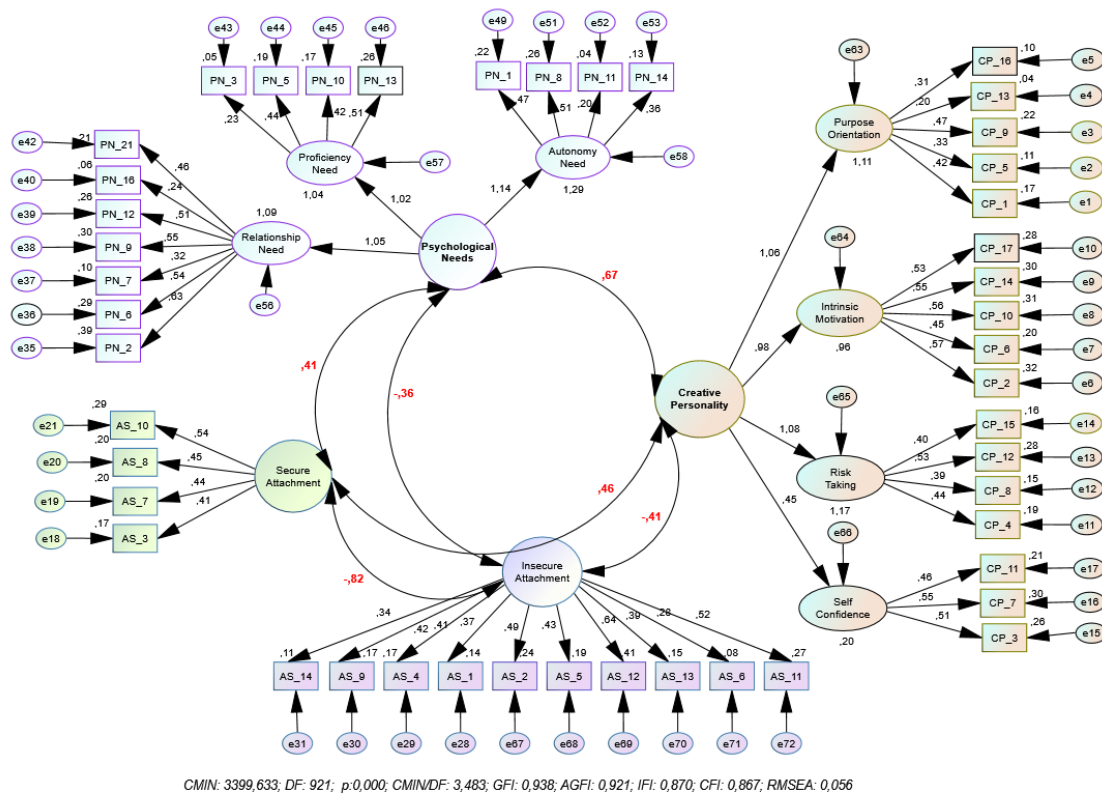 e43
e44
e45
e46
,05
,19
,17
,26
PN_3
PN_5
PN_10
PN_13
,23
,44
,42
,51
Proficiency
Need
e57
1,04
e49
e51
e52
e53
,22
,26
,04
,13
PN_1
PN_8
PN_11
PN_14
,47
,51
,20
,36
Autonomy
Need
e58
1,29
e42
,21
PN_21
,46
e40
,06
PN_16
,24
e39
,26
PN_12
,51
e38
,30
PN_9
,55
e37
,10
PN_7
,32
e36
,29
PN_6
,54
e35
,39
PN_2
,63
1,09
Relationship
Need
e56
1,02
1,14
1,05
Psychological
Needs
,67
,41
-,36
,46
-,41
-,82
e63
Purpose
Orientation
1,11
,31
,20
,47
,33
,42
CP_16
,10
e5
CP_13
,04
e4
CP_9
,22
e3
CP_5
,11
e2
CP_1
,17
e1
1,06
e64
Intrinsic
Motivation
,96
,53
,55
,56
,45
,57
CP_17
,28
e10
CP_14
,30
e9
CP_10
,31
e8
CP_6
,20
e7
CP_2
,32
e6
,98
Creative
Personality
1,08
,45
e65
Risk
Taking
1,17
,40
,53
,39
,44
CP_15
,16
e14
CP_12
,28
e13
CP_8
,15
e12
CP_4
,19
e11
e66
Self
Confidence
,20
,46
,55
,51
CP_11
,21
e17
CP_7
,30
e16
CP_3
,26
e15
e21
,29
AS_10
,54
e20
,20
AS_8
,45
e19
,20
AS_7
,44
e18
,17
AS_3
,41
Secure
Attachment
Insecure
Attachment
,34
,42
,41
,37
,49
,43
,64
,39
,28
,52
,11
,17
,17
,14
,24
,19
,41
,15
,08
,27
AS_14
AS_9
AS_4
AS_1
AS_2
AS_5
AS_12
AS_13
AS_6
AS_11
e31
e30
e29
e28
e67
e68
e69
e70
e71
e72
CMIN: 3399,633; DF: 921; p:0,000; CMIN/DF: 3,483; GFI: 0,938; AGFI: 0,921; IFI: 0,870; CFI: 0,867; RMSEA: 0,056